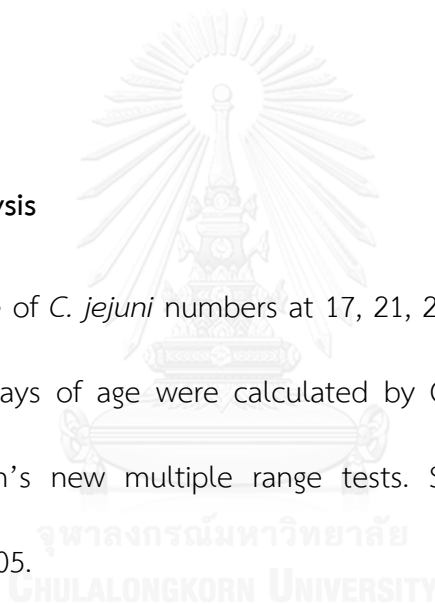 ysis
of C. jejuni numbers at 17, 21, 2
ays of age were calculated by
n's new multiple range tests. S
จุฬาลงกรณ์มหาวิทยาลัย
05.
CHULALONGKORN UNIVERSITY